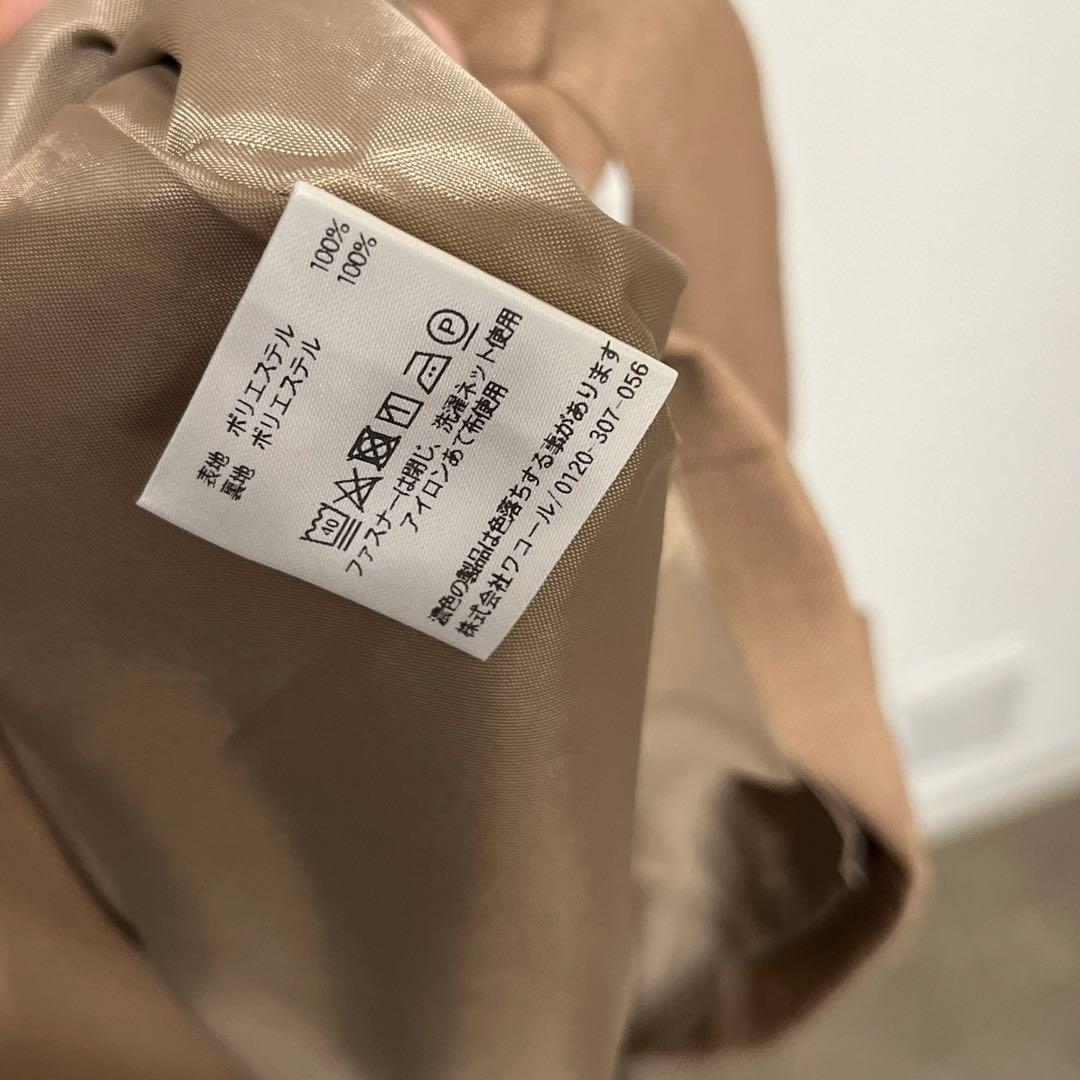 表地 ポリエステル 100%
裏地 ポリエステル 100%
40 P
ファスナーは閉じ、洗濯ネット使用
アイロンあて布使用
濃色の製品は色落ちする事があります
株式会社ワコール/0120-307-056